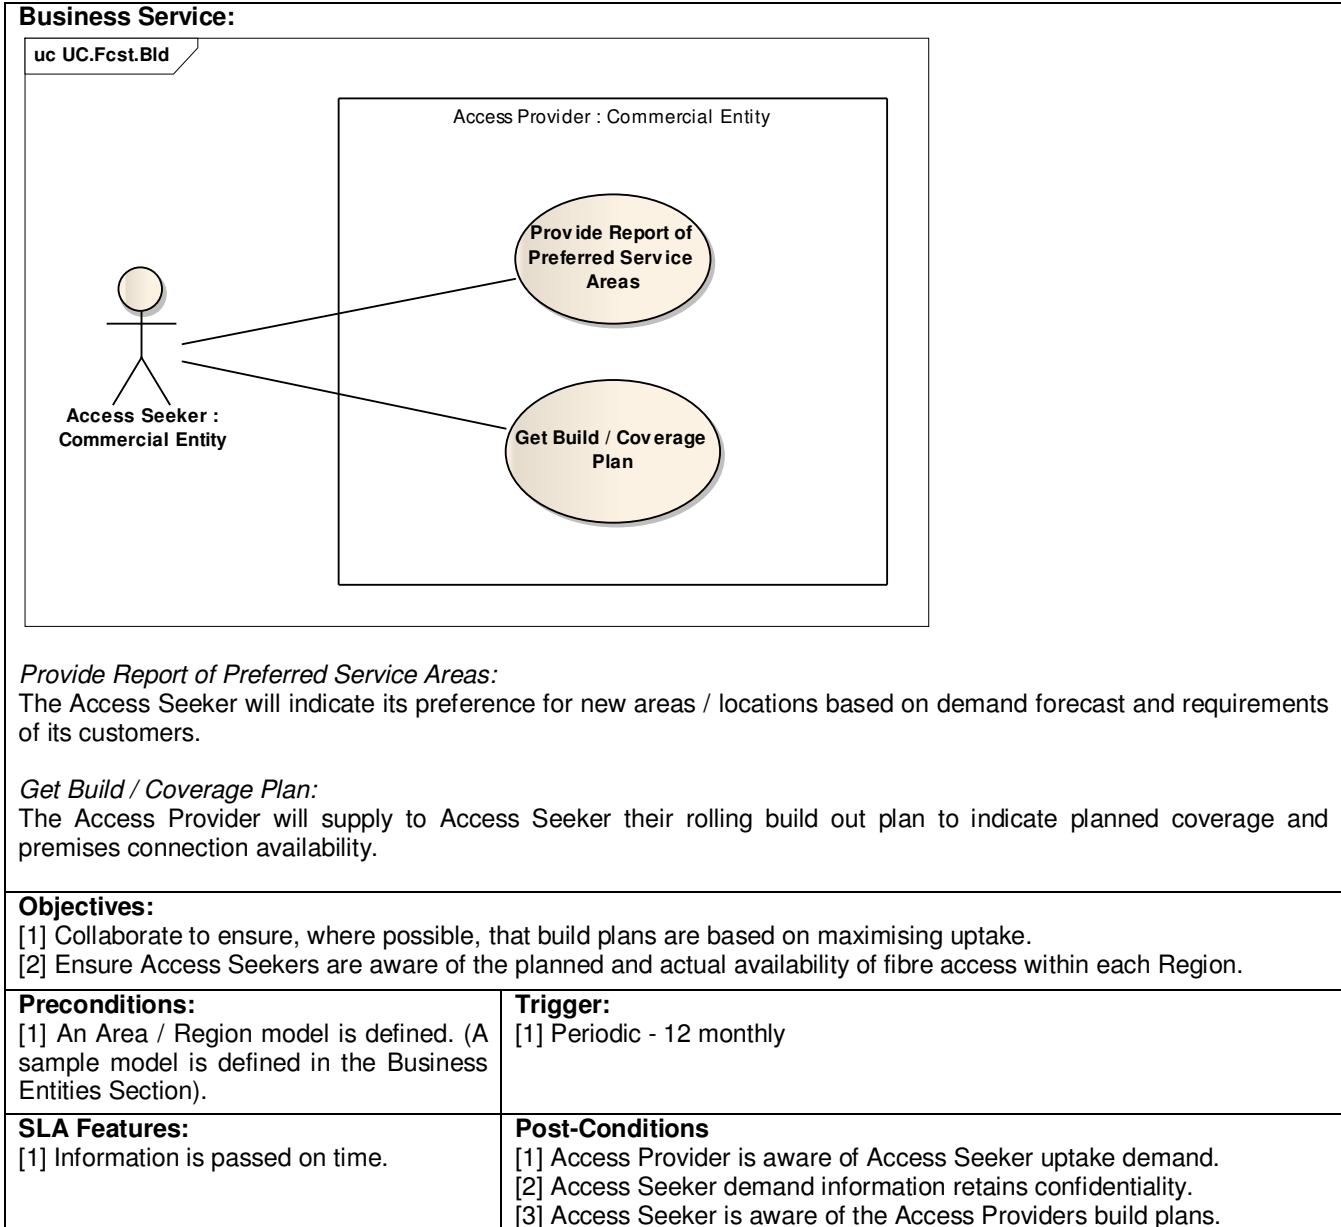 Business Service:
uc UC.Fcst.Bld
Access Provider : Commercial Entity
Provide Report of
Preferred Service
Areas
Access Seeker :
Commercial Entity
Get Build / Coverage
Plan
Provide Report of Preferred Service Areas:
The Access Seeker will indicate its preference for new areas / locations based on demand forecast and requirements
of its customers.
Get Build / Coverage Plan:
The Access Provider will supply to Access Seeker their rolling build out plan to indicate planned coverage and
premises connection availability.
Objectives:
[1] Collaborate to ensure, where possible, that build plans are based on maximising uptake.
[2] Ensure Access Seekers are aware of the planned and actual availability of fibre access within each Region.
Preconditions:
[1] An Area / Region model is defined. (A
sample model is defined in the Business
Entities Section).
Trigger:
[1] Periodic - 12 monthly
SLA Features:
[1] Information is passed on time.
Post-Conditions
[1] Access Provider is aware of Access Seeker uptake demand.
[2] Access Seeker demand information retains confidentiality.
[3] Access Seeker is aware of the Access Providers build plans.